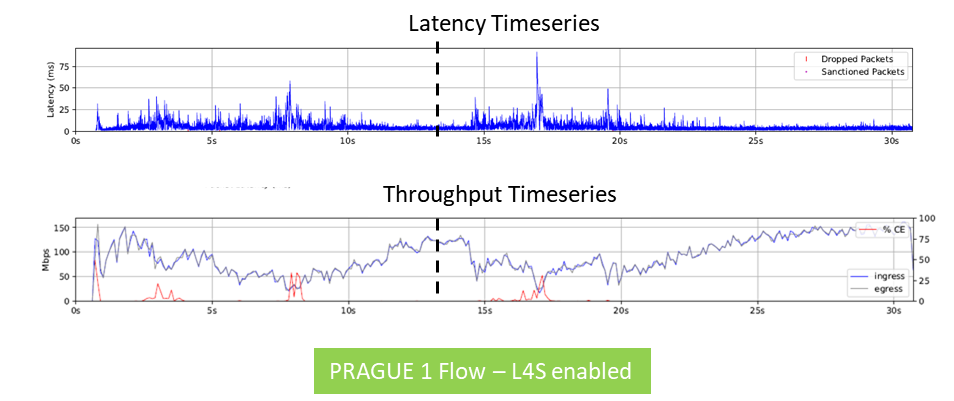 Latency Timeseries
Latency (ms)
75
50
25
0
Dropped Packets
Sanctioned Packets
0s 5s 10s 15s 20s 25s 30s
Throughput Timeseries
Mbps
150
100
50
0
% CE
ingress
egress
100
75
50
25
0
0s 5s 10s 15s 20s 25s 30s
PRAGUE 1 Flow – L4S enabled